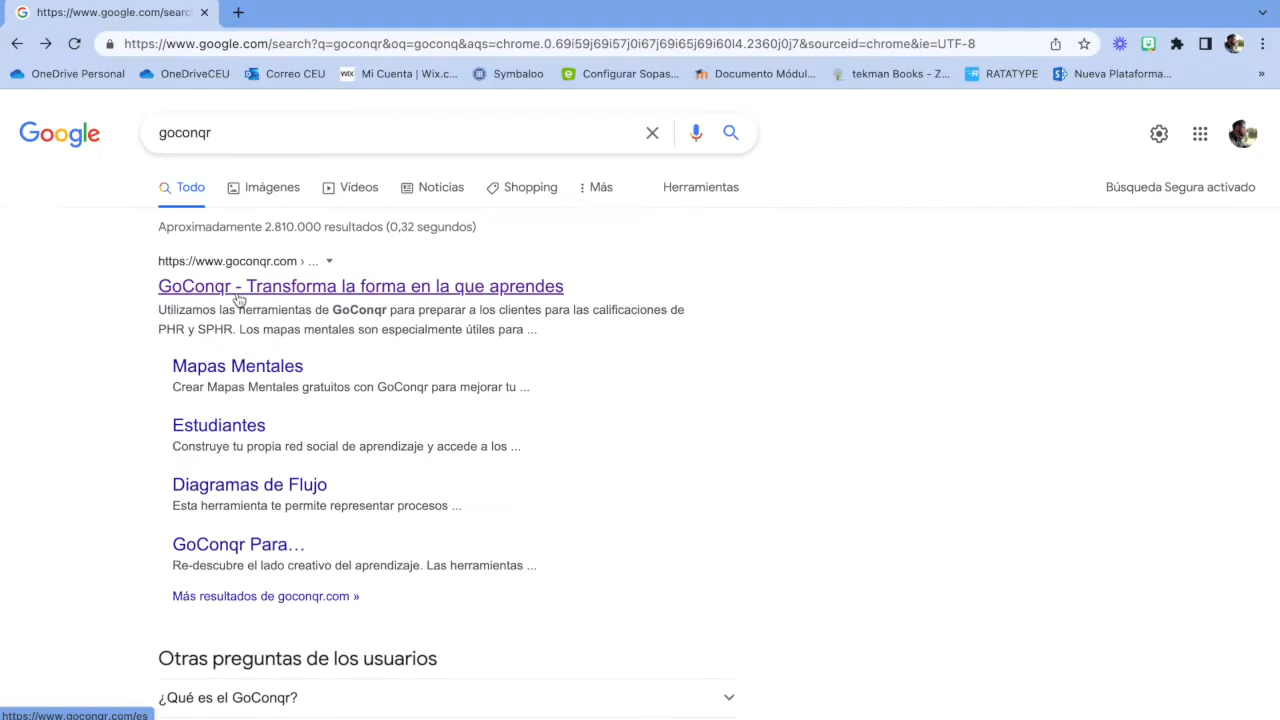 https://www.google.com/searc
https://www.google.com/search?q=goconqr&oq=goconq&aqs=chrome.0.69i59j69i57j0i67j69i65j69i60l4.2360j0j7&sourceid=chrome&ie=UTF-8
OneDrive Personal OneDriveCEU Correo CEU WIX Mi Cuenta | Wix.c... Symbaloo Configurar Sopas... Documento Módul... tekman Books - Z... RATATYPE Nueva Plataforma... »
Google goconqr
Todo Imágenes Vídeos Noticias Shopping Más Herramientas Búsqueda Segura activado
Aproximadamente 2.810.000 resultados (0,32 segundos)
https://www.goconqr.com › ...
GoConqr - Transforma la forma en la que aprendes
Utilizamos las herramientas de GoConqr para preparar a los clientes para las calificaciones de
PHR y SPHR. Los mapas mentales son especialmente útiles para ...
Mapas Mentales
Crear Mapas Mentales gratuitos con GoConqr para mejorar tu ...
Estudiantes
Construye tu propia red social de aprendizaje y accede a los ...
Diagramas de Flujo
Esta herramienta te permite representar procesos ...
GoConqr Para…
Re-descubre el lado creativo del aprendizaje. Las herramientas ...
Más resultados de goconqr.com »
Otras preguntas de los usuarios
¿Qué es el GoConqr?
https://www.goconqr.com/es